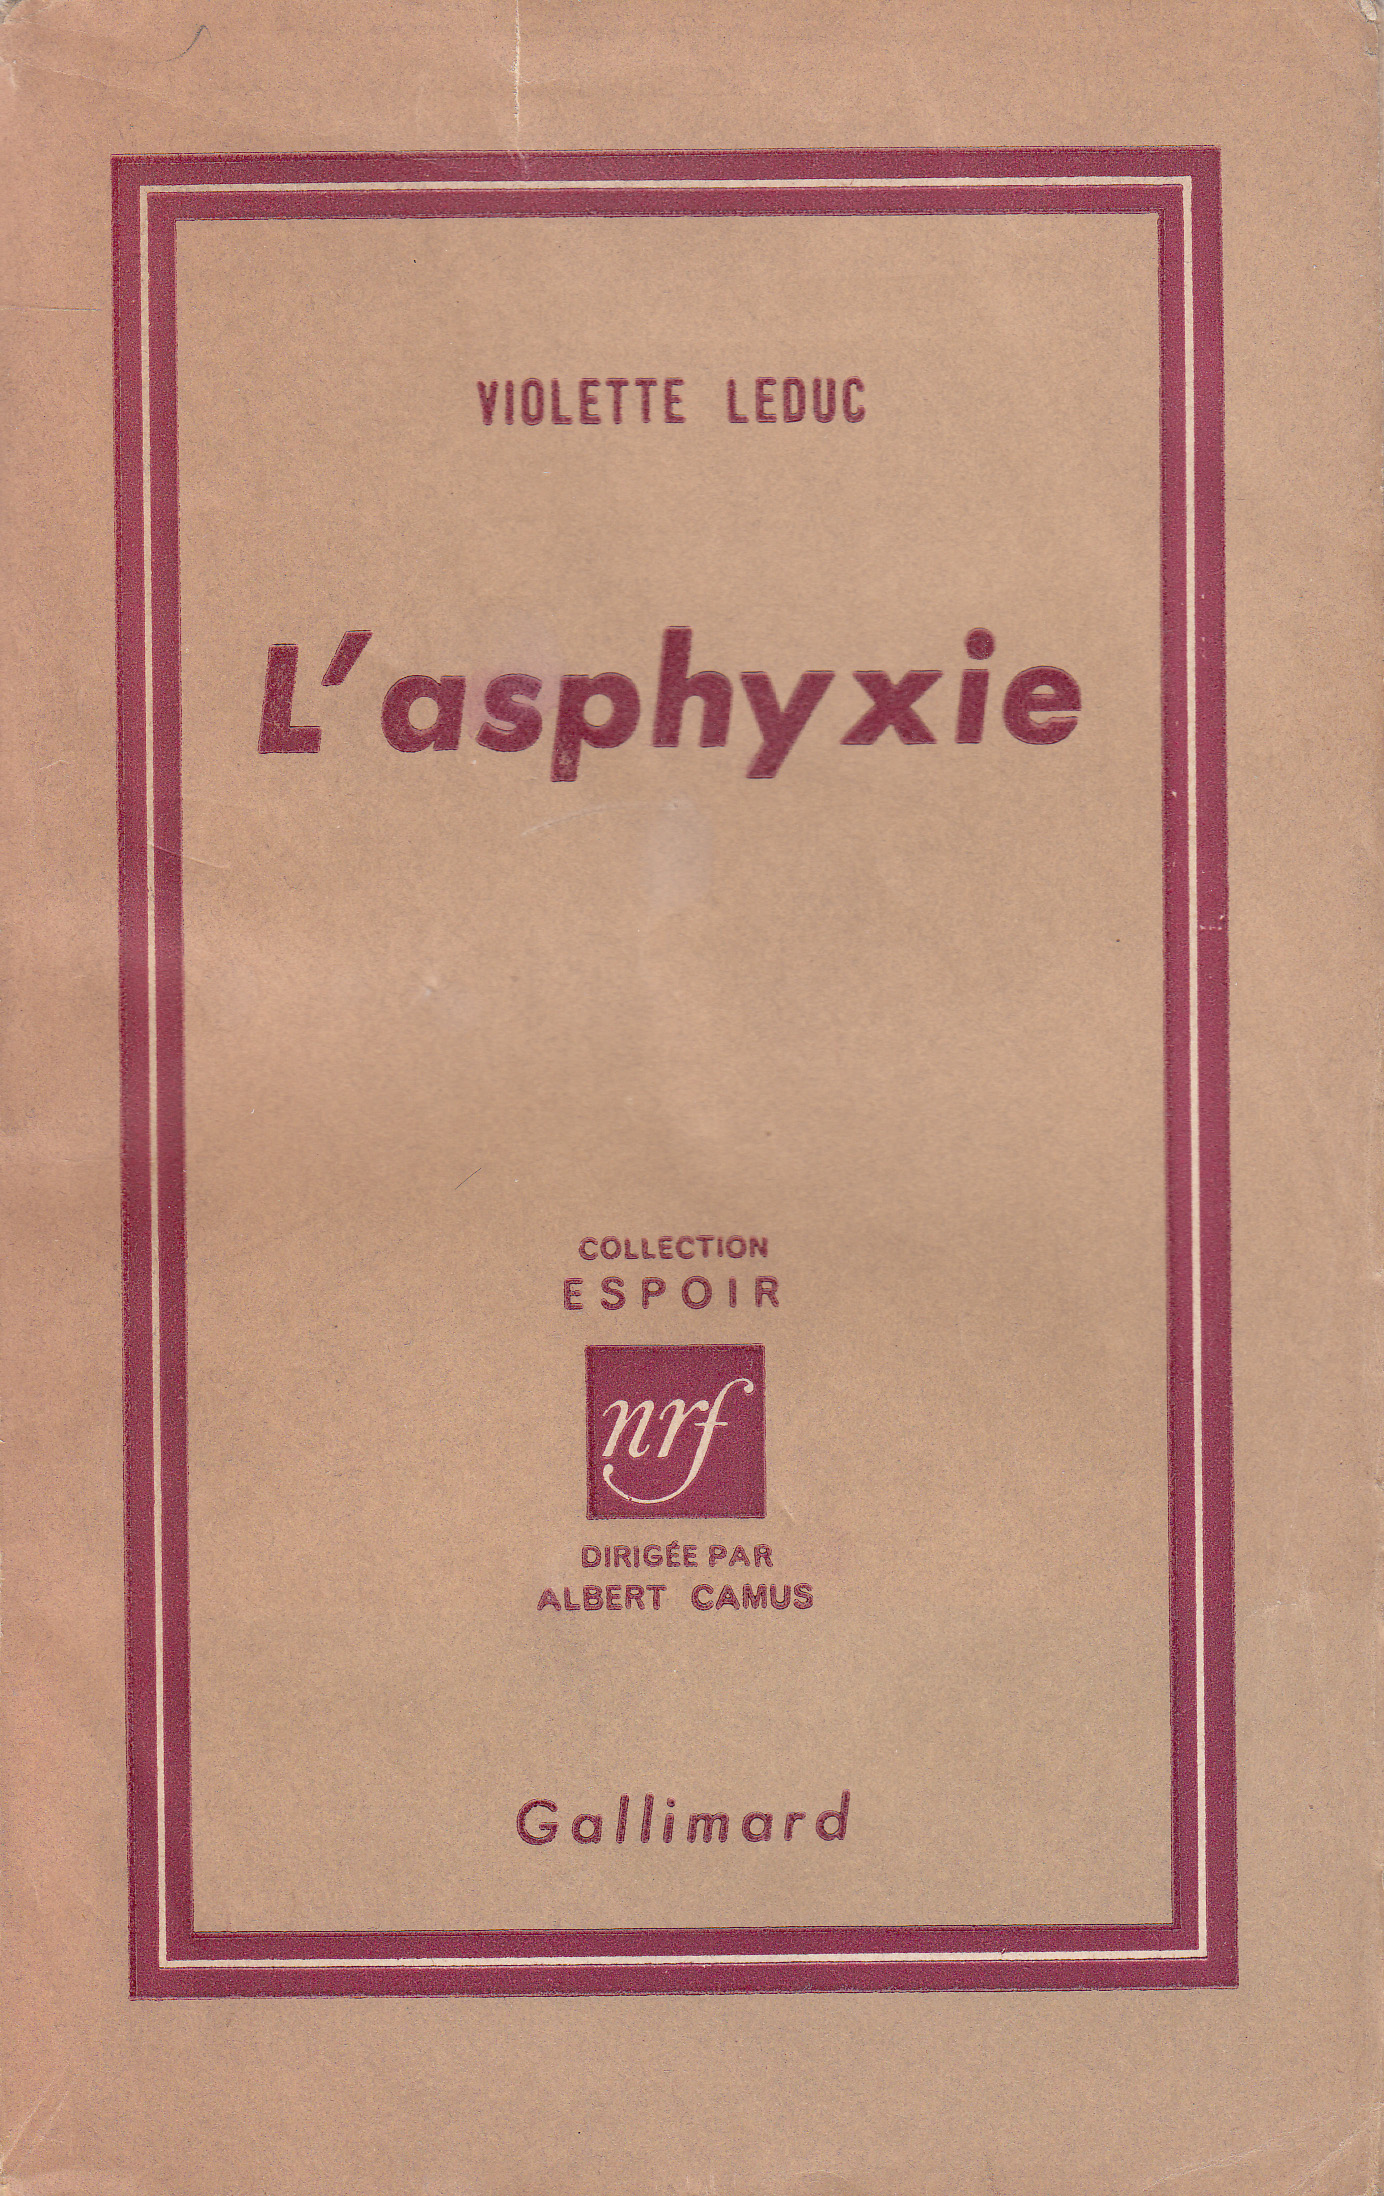 VIOLETTE LEDUC
L'asphyxie
COLLECTION
ESPOIR
nrf
DIRIGÉE PAR
ALBERT CAMUS
Gallimard